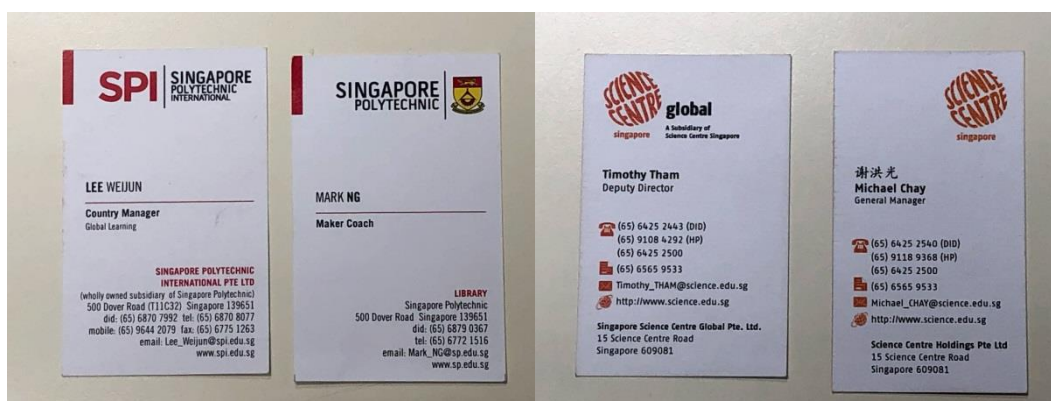 SPI
SINGAPORE
POLYTECHNIC
INTERNATIONAL
LEE WEIJUN
Country Manager
Global Learning
SINGAPORE POLYTECHNIC
INTERNATIONAL PTE LTD
(wholly owned subsidiary of Singapore Polytechnic)
500 Dover Road (T11C32) Singapore 139651
did: (65) 6870 7992 tel: (65) 6870 8077
mobile: (65) 9644 2079 fax: (65) 6775 1263
email: Lee_Weijun@spi.edu.sg
www.spi.edu.sg
SINGAPORE
POLYTECHNIC
MARK NG
Maker Coach
LIBRARY
Singapore Polytechnic
500 Dover Road Singapore 139651
did: (65) 6879 0367
tel: (65) 6772 1516
email: Mark_NG@sp.edu.sg
www.sp.edu.sg
SCIENCE
CENTRE
singapore
global
A Subsidiary of
Science Centre Singapore
Timothy Tham
Deputy Director
(65) 6425 2443 (DID)
(65) 9108 4292 (HP)
(65) 6425 2500
(65) 6565 9533
Timothy_THAM@science.edu.sg
http://www.science.edu.sg
Singapore Science Centre Global Pte. Ltd.
15 Science Centre Road
Singapore 609081
SCIENCE
CENTRE
singapore
谢洪光
Michael Chay
General Manager
(65) 6425 2540 (DID)
(65) 9118 9368 (HP)
(65) 6425 2500
(65) 6565 9533
Michael_CHAY@science.edu.sg
http://www.science.edu.sg
Science Centre Holdings Pte Ltd
15 Science Centre Road
Singapore 609081